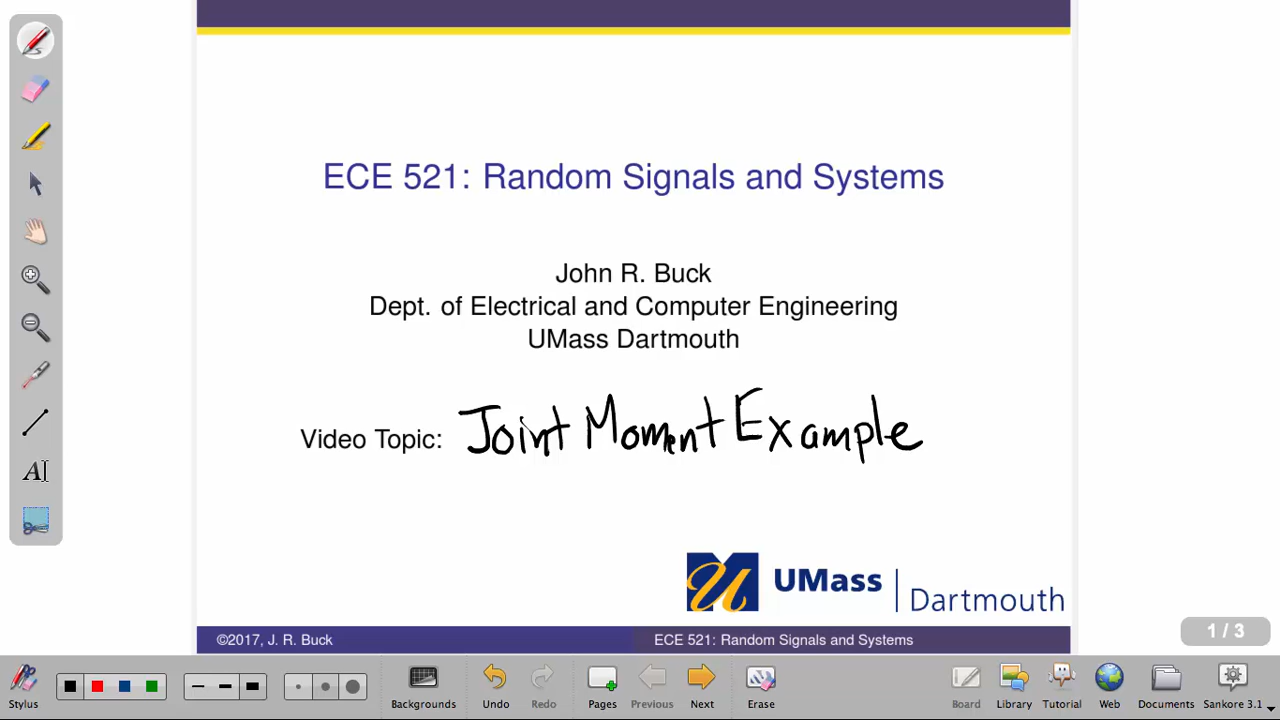 ECE 521: Random Signals and Systems
John R. Buck
Dept. of Electrical and Computer Engineering
UMass Dartmouth
Video Topic: Joint Moment Example
UMass | Dartmouth
©2017, J. R. Buck ECE 521: Random Signals and Systems
1 / 3
Stylus Backgrounds Undo Redo Pages Previous Next Erase Board Library Tutorial Web Documents Sankore 3.1